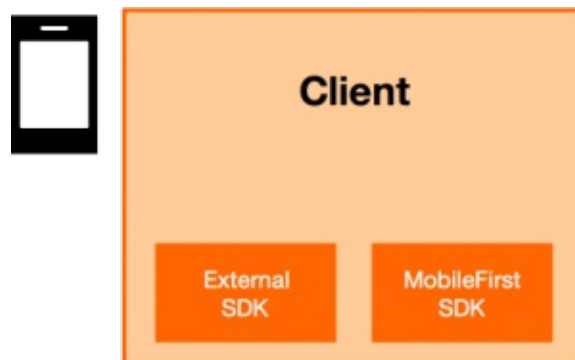 Client
External
SDK
MobileFirst
SDK